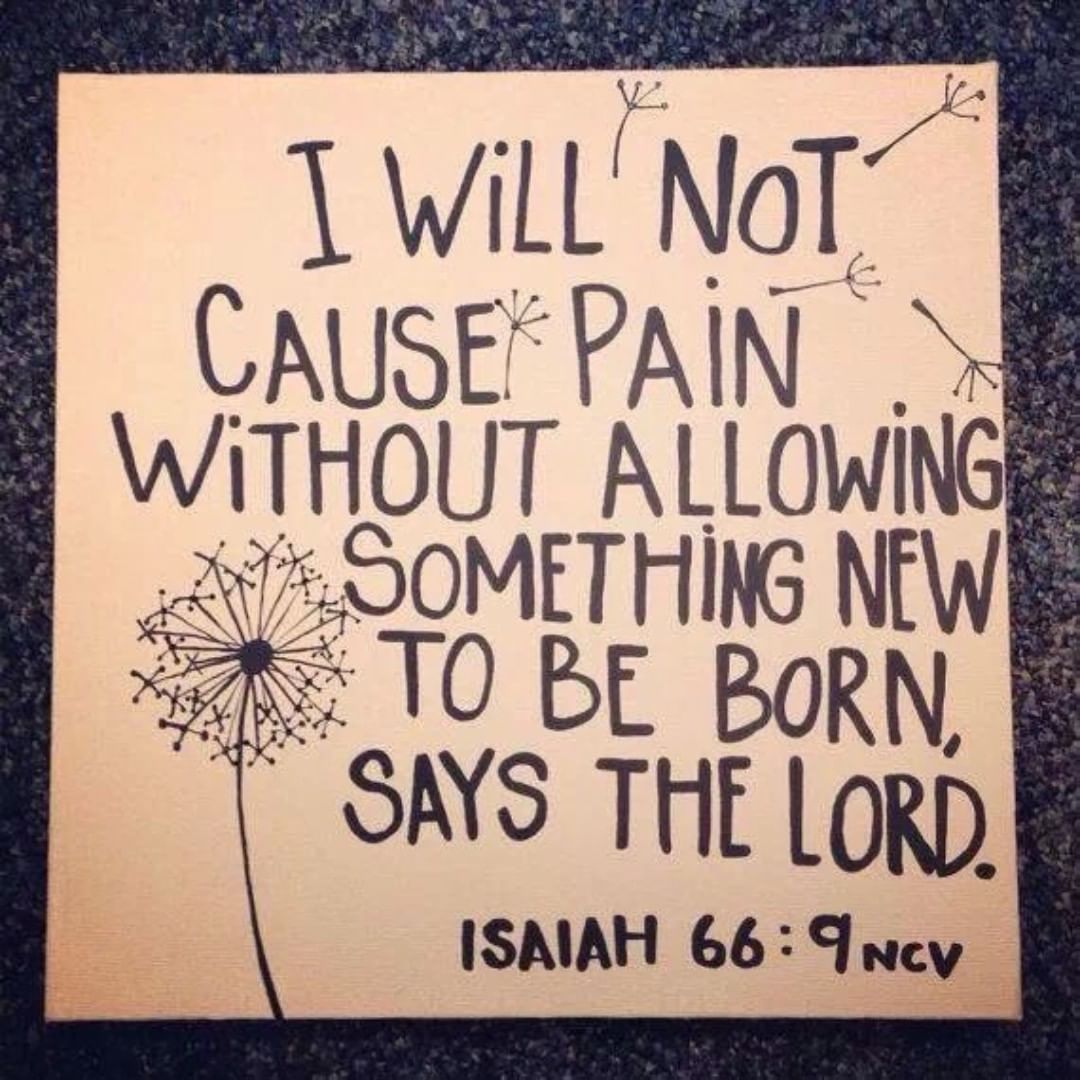 I WiLL NOT
CAUSE PAiN
WiTHOUT ALLOWiNG
SOMETHiNG NEW
TO BE BORN,
SAYS THE LORD.
ISAIAH 66:9 NCV